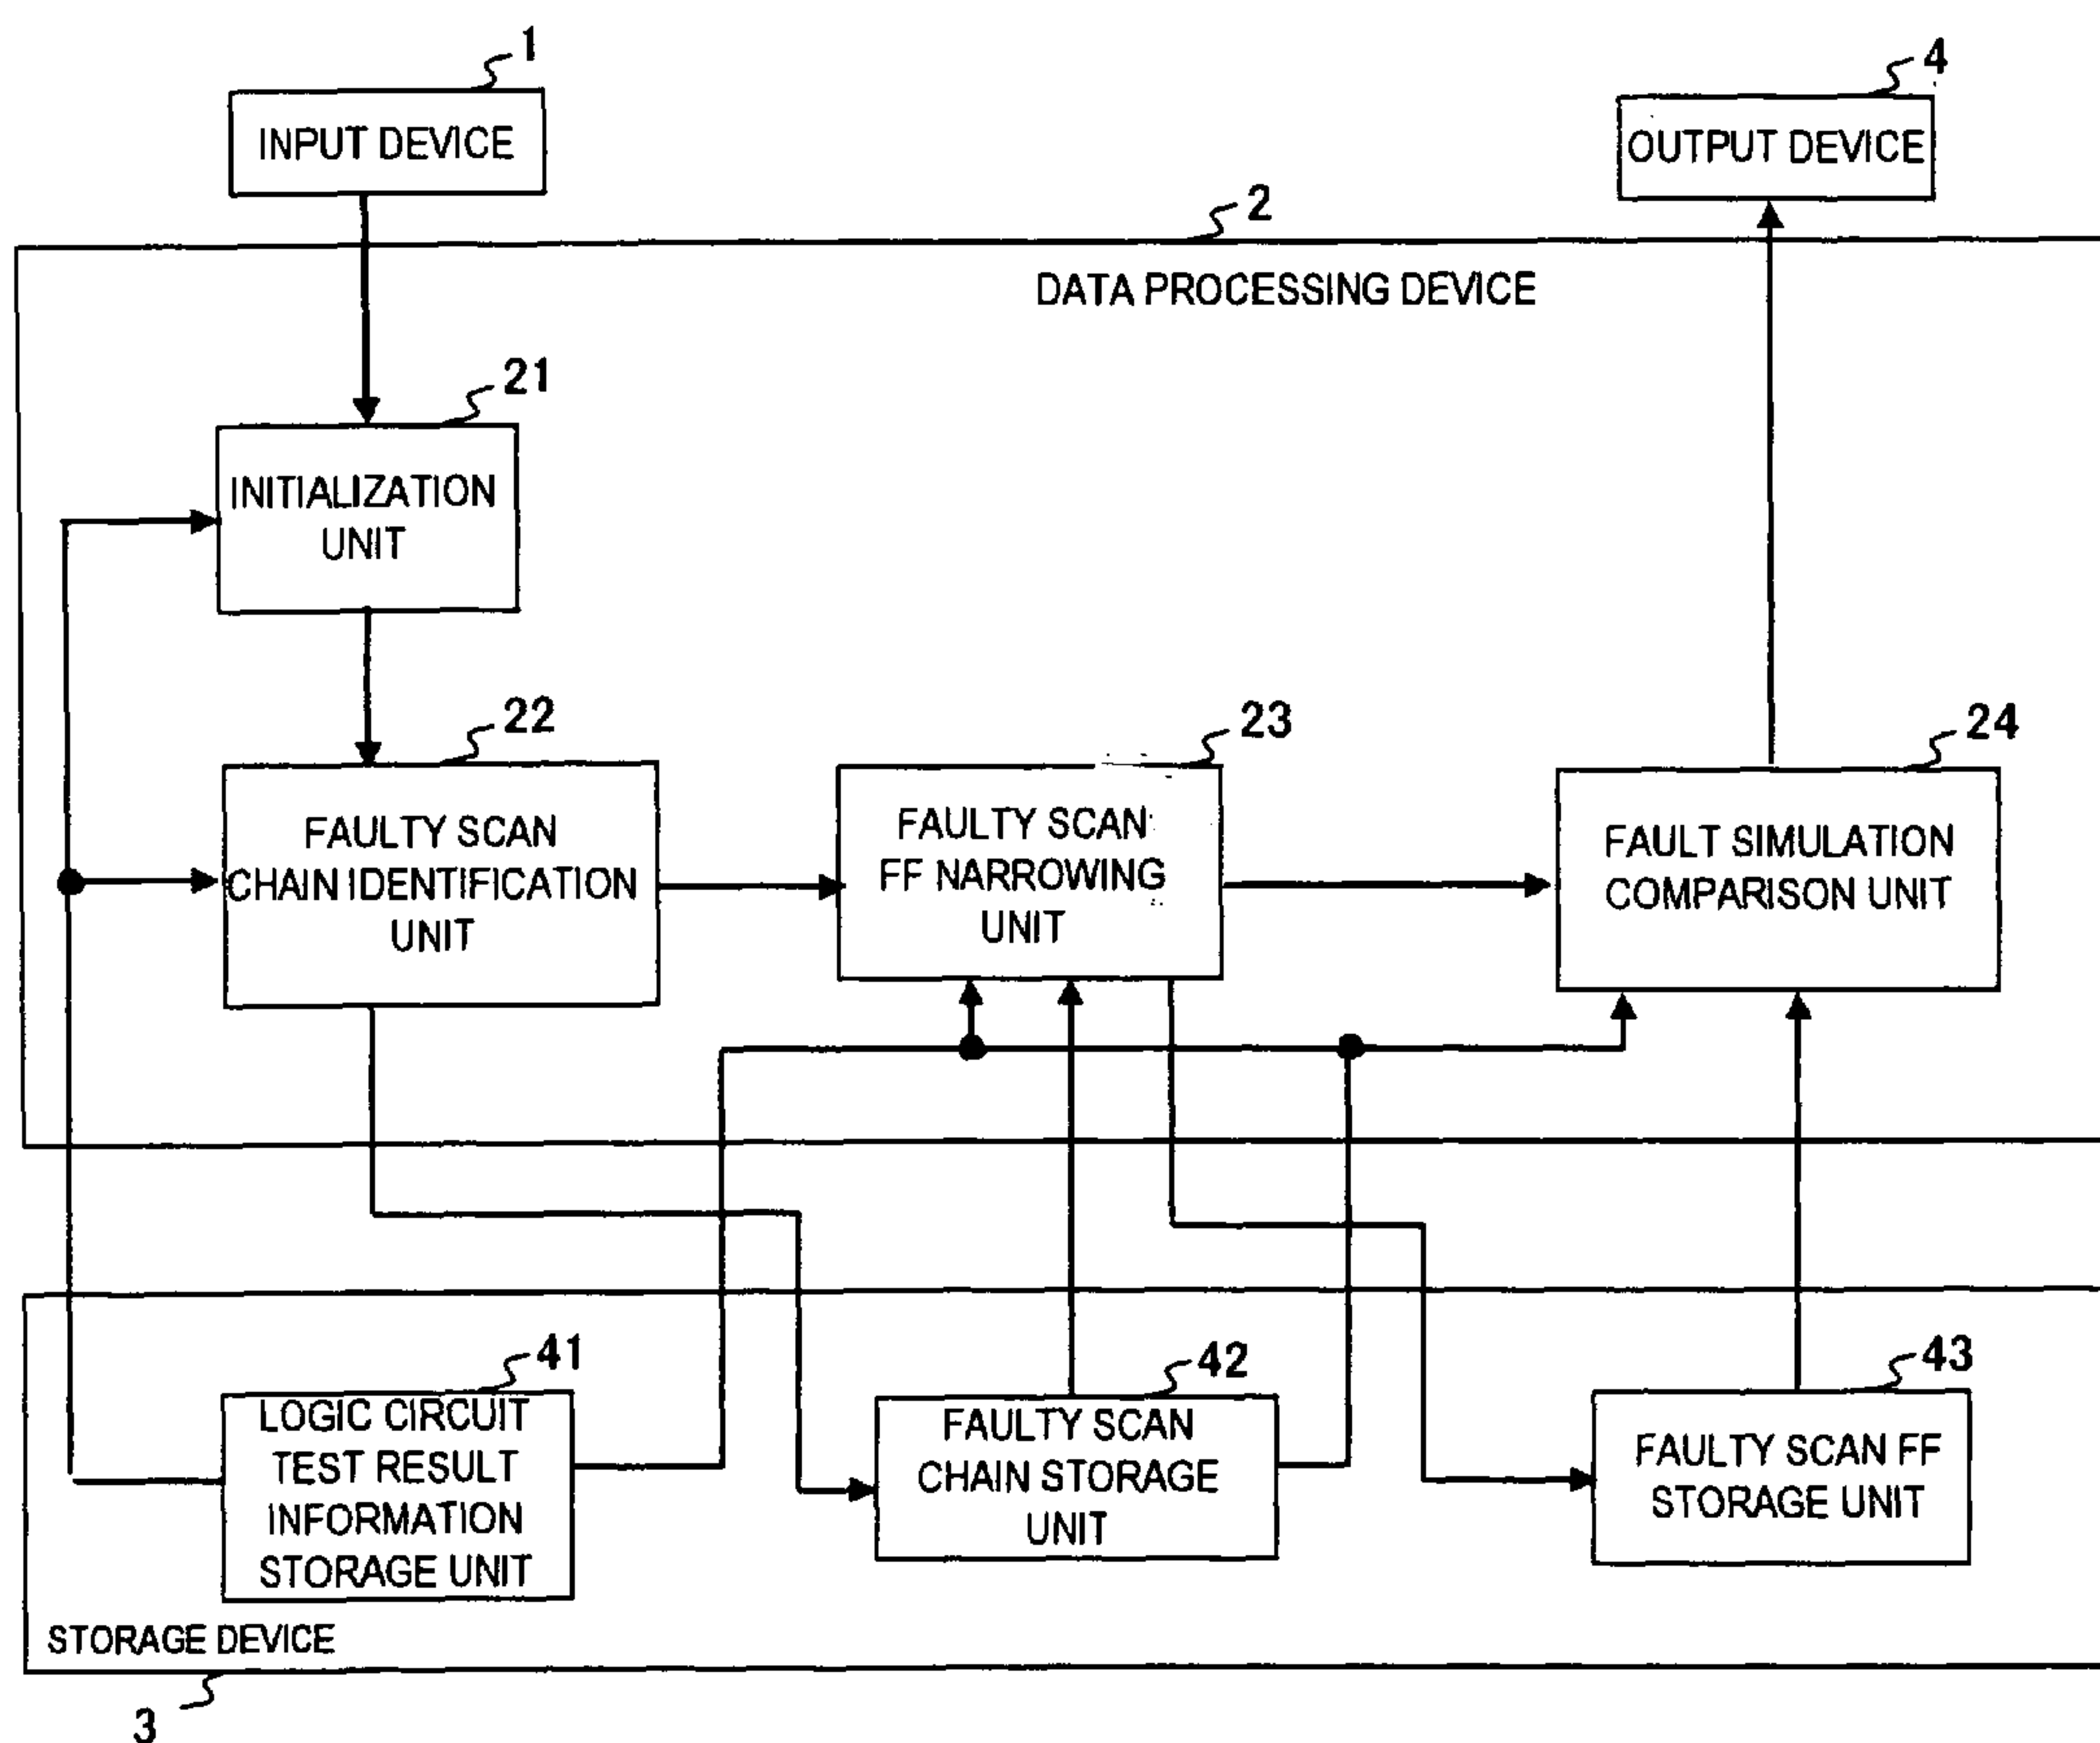 1
INPUT DEVICE
4
OUTPUT DEVICE
2
DATA PROCESSING DEVICE
21
INITIALIZATION
UNIT
22
FAULTY SCAN
CHAIN IDENTIFICATION
UNIT
23
FAULTY SCAN
FF NARROWING
UNIT
24
FAULT SIMULATION
COMPARISON UNIT
41
LOGIC CIRCUIT
TEST RESULT
INFORMATION
STORAGE UNIT
42
FAULTY SCAN
CHAIN STORAGE
UNIT
43
FAULTY SCAN FF
STORAGE UNIT
STORAGE DEVICE
3